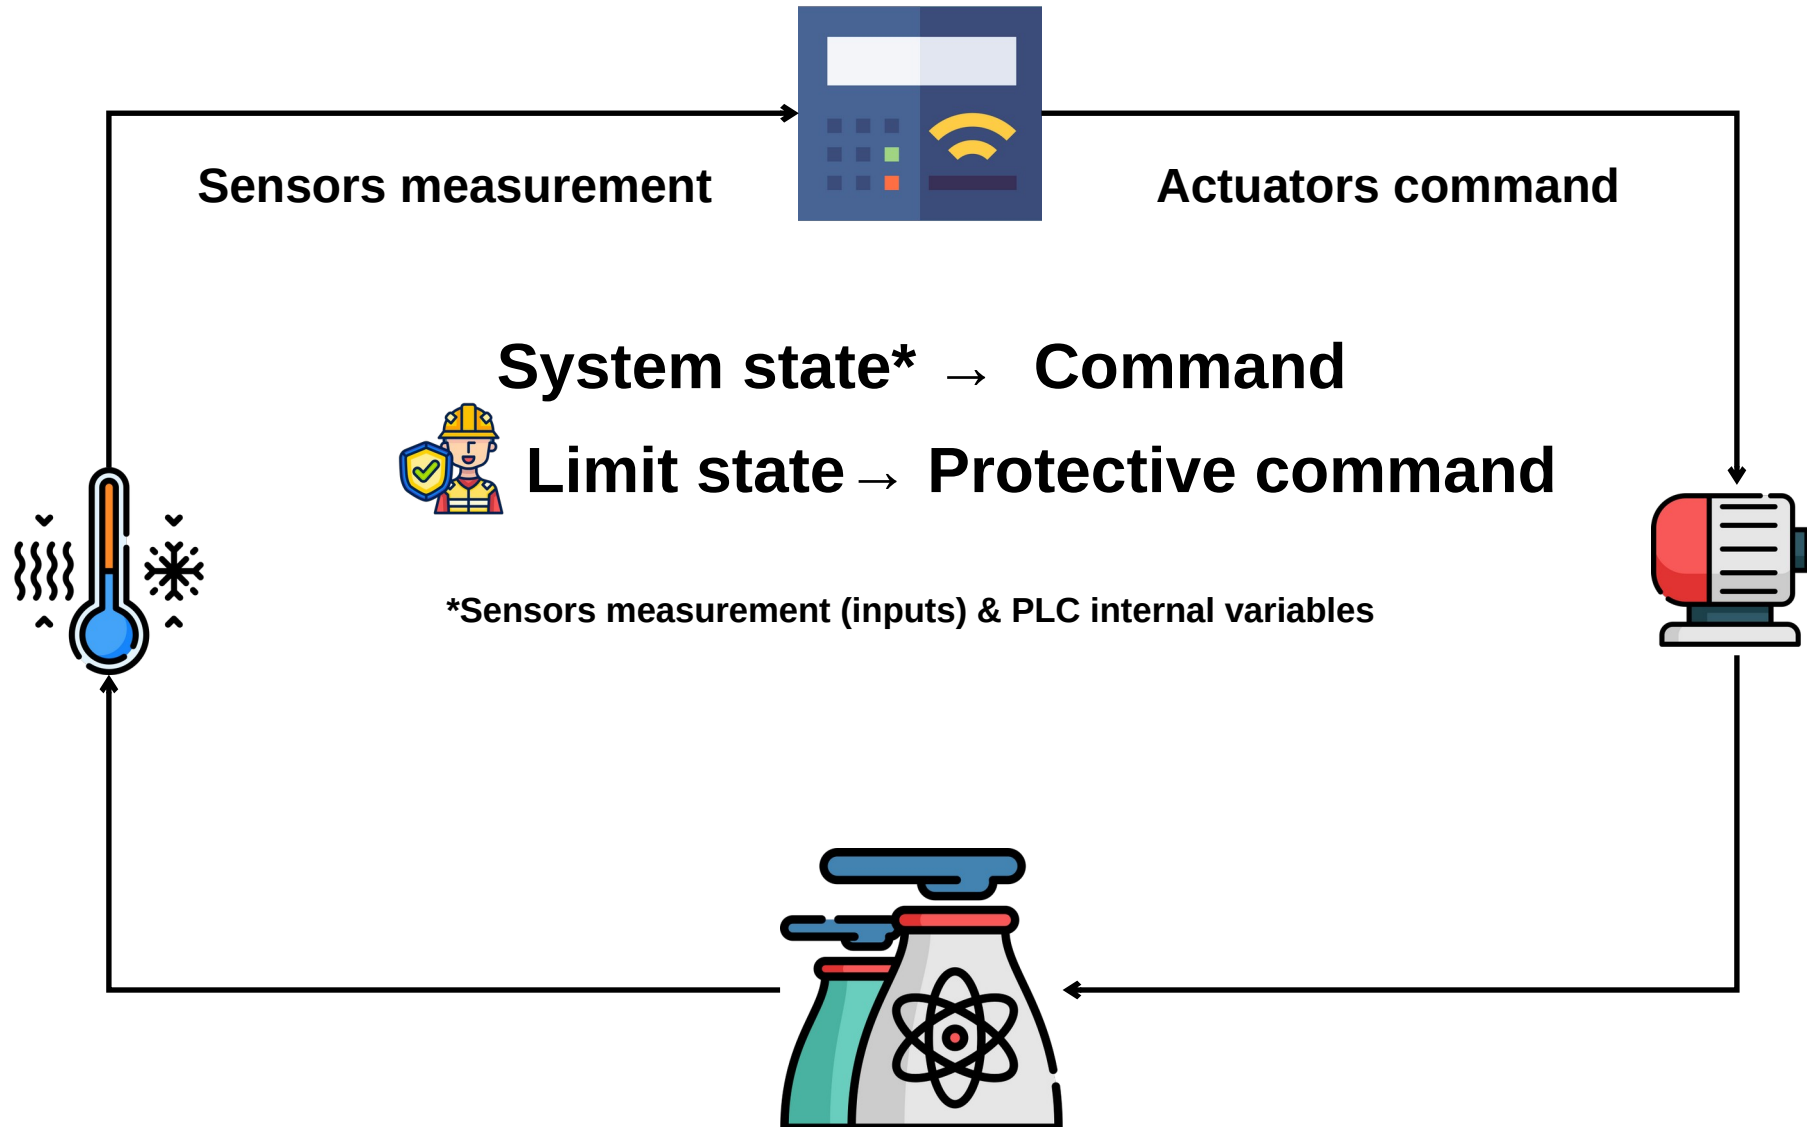 Sensors measurement
Actuators command
System state* → Command
Limit state → Protective command
*Sensors measurement (inputs) & PLC internal variables